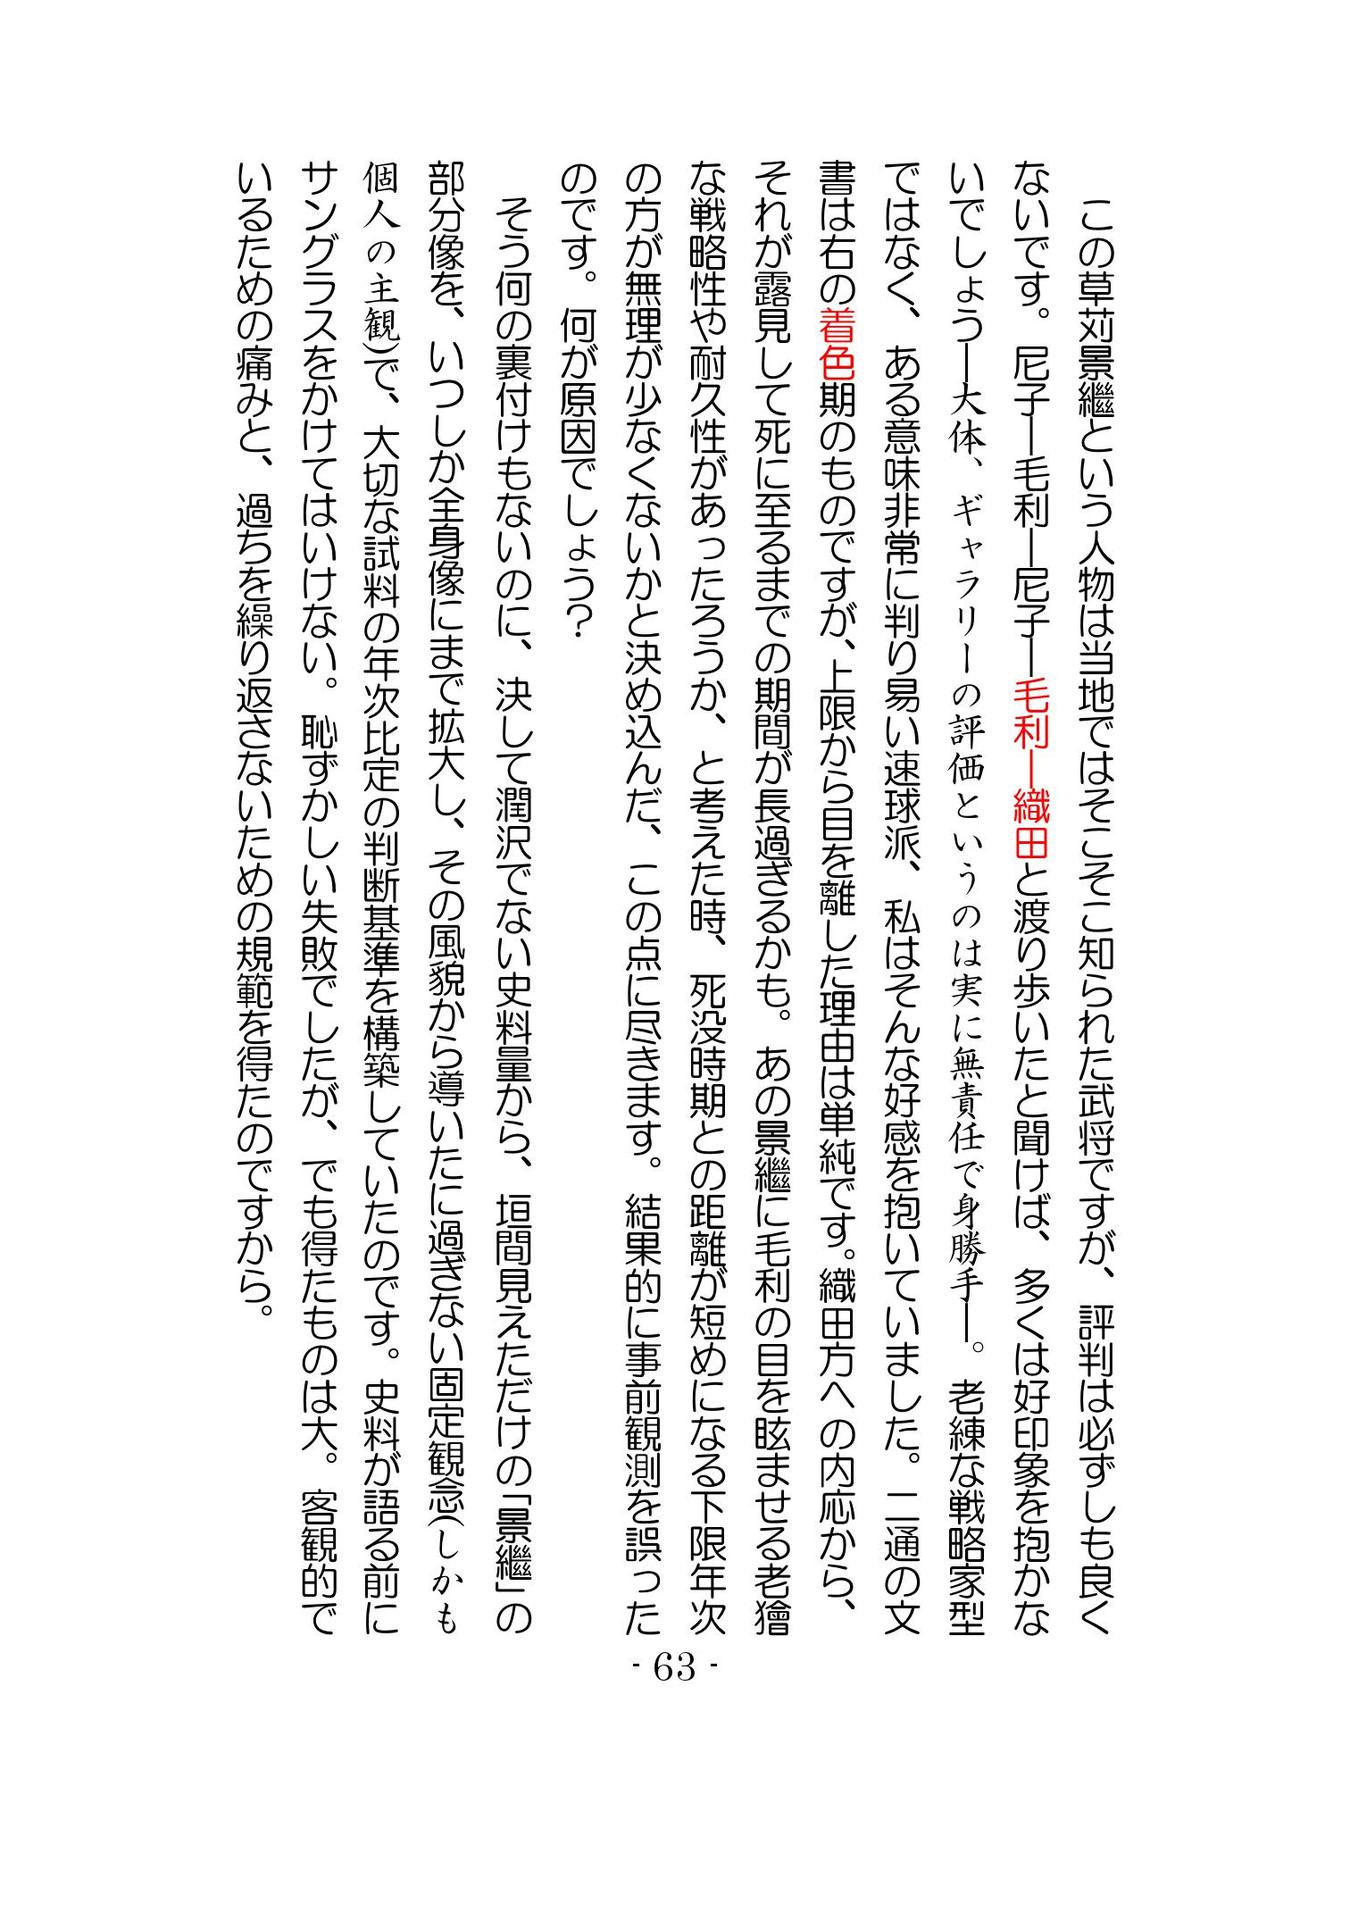 この草苅景繼という人物は当地ではそこそこ知られた武将ですが、評判は必ずしも良く
ないです。尼子―毛利―尼子―毛利―織田と渡り歩いたと聞けば、多くは好印象を抱かな
いでしょう―大体、ギャラリーの評価というのは実に無責任で身勝手―。老練な戦略家型
ではなく、ある意味非常に判り易い速球派、私はそんな好感を抱いていました。二通の文
書は右の着色期のものですが、上限から目を離した理由は単純です。織田方への内応から、
それが露見して死に至るまでの期間が長過ぎるかも。あの景繼に毛利の目を眩ませる老獪
な戦略性や耐久性があったろうか、と考えた時、死没時期との距離が短めになる下限年次
の方が無理が少なくないかと決め込んだ、この点に尽きます。結果的に事前観測を誤った
のです。何が原因でしょう?
そう何の裏付けもないのに、決して潤沢でない史料量から、垣間見えただけの「景繼」の
部分像を、いつしか全身像にまで拡大し、その風貌から導いたに過ぎない固定観念(しかも
個人の主観)で、大切な試料の年次比定の判断基準を構築していたのです。史料が語る前に
サングラスをかけてはいけない。恥ずかしい失敗でしたが、でも得たものは大。客観的で
いるための痛みと、過ちを繰り返さないための規範を得たのですから。
- 63 -